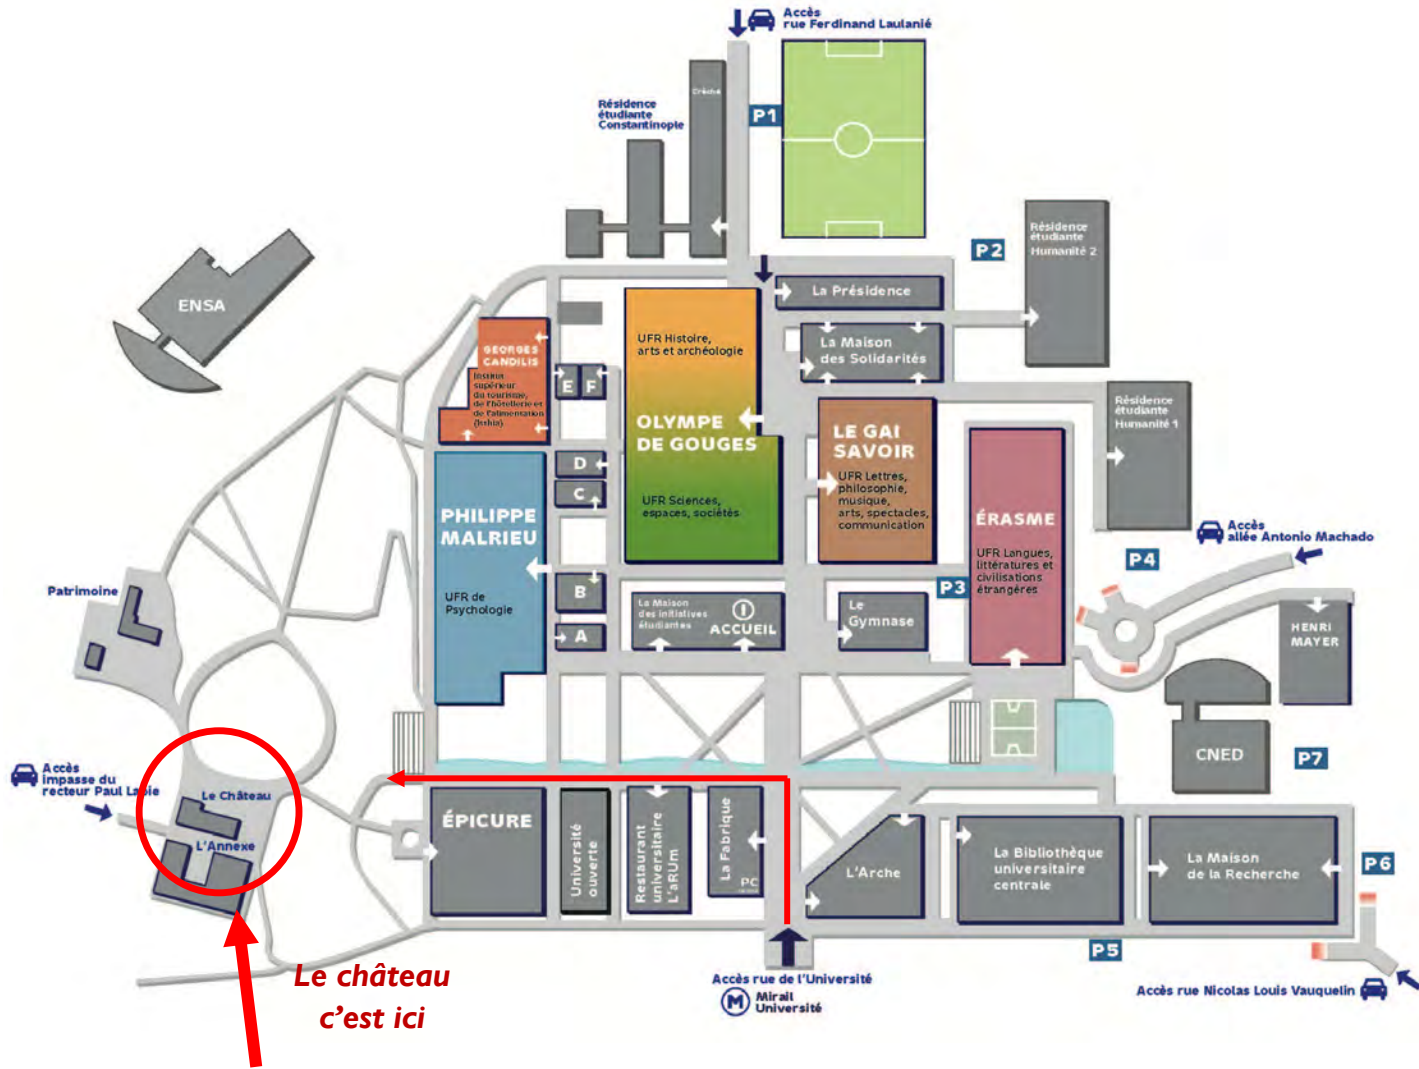 Accès
rue Ferdinand Laulanié
Crèche
Résidence
étudiante
Constantinople
P1
P2
Résidence
étudiante
Humanité 2
ENSA
La Présidence
La Maison
des Solidarités
UFR Histoire,
arts et archéologie
OLYMPE
DE GOUGES
UFR Sciences,
espaces, sociétés
GEORGES
CANDILIS
Institut
supérieur
du tourisme,
de l'hôtellerie et
de l'alimentation
(Isthia)
E
F
D
C
B
A
LE GAI
SAVOIR
UFR Lettres,
philosophie,
musique,
arts, spectacles,
communication
Résidence
étudiante
Humanité 1
ÉRASME
UFR Langues,
littératures et
civilisations
étrangères
PHILIPPE
MALRIEU
UFR de
Psychologie
Accès
allée Antonio Machado
P4
P3
Patrimoine
La Maison
des initiatives
étudiantes
I
ACCUEIL
Le
Gymnase
HENRI
MAYER
CNED
P7
Accès
impasse du
recteur Paul Lapie
Le Château
L'Annexe
ÉPICURE
Université
ouverte
Restaurant
universitaire
L'aRUm
La Fabrique
PC
L'Arche
La Bibliothèque
universitaire
centrale
La Maison
de la Recherche
P6
P5
Le château
c'est ici
Accès rue de l'Université
M
Mirail
Université
Accès rue Nicolas Louis Vauquelin